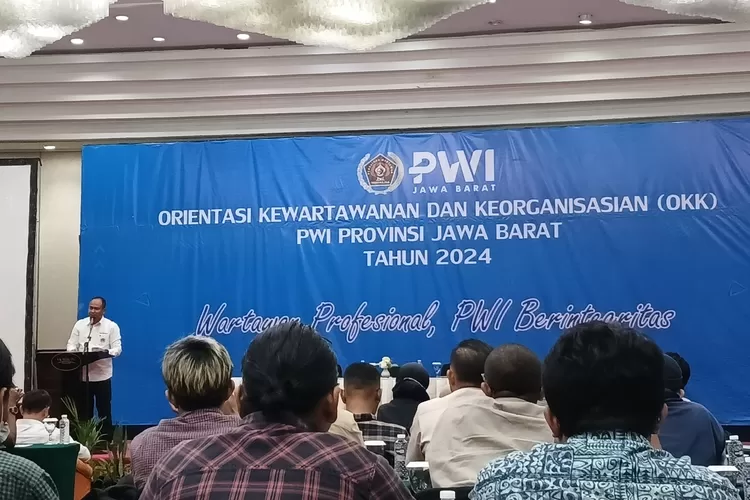 PWI
JAWA BARAT
ORIENTASI KEWARTAWANAN DAN KEORGANISASIAN (OKK)
PWI PROVINSI JAWA BARAT
TAHUN 2024
Wartawan Profesional, PWI Berintegritas